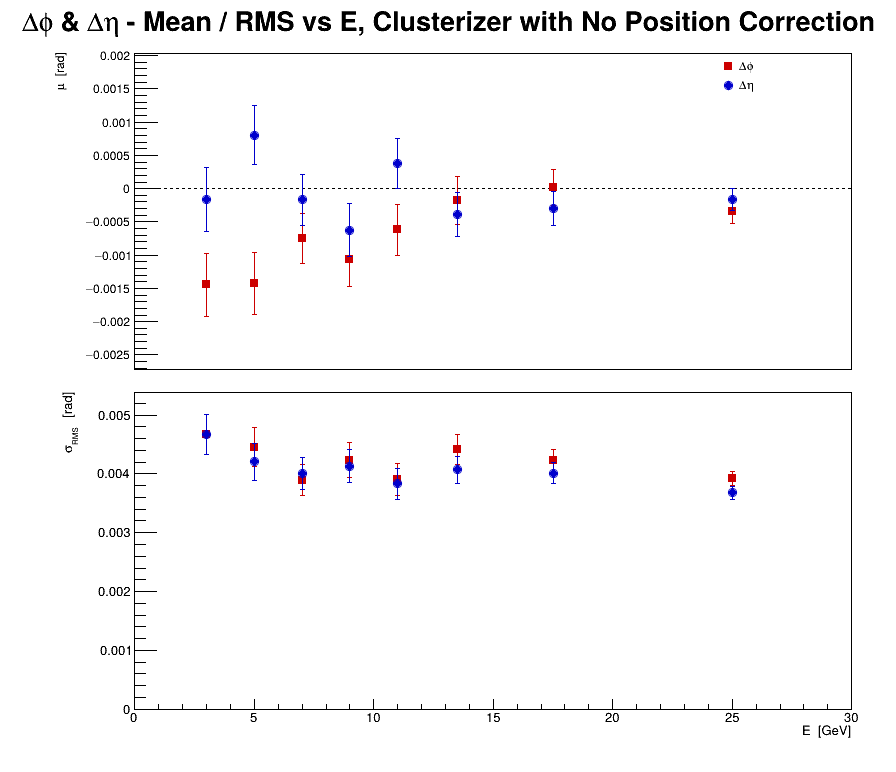 Δϕ & Δη - Mean / RMS vs E, Clusterizer with No Position Correction
μ [rad]
0.002
0.0015
0.001
0.0005
0
−0.0005
−0.001
−0.0015
−0.002
−0.0025
Δϕ
Δη
σRMS [rad]
0.005
0.004
0.003
0.002
0.001
0
0 5 10 15 20 25 30
E [GeV]